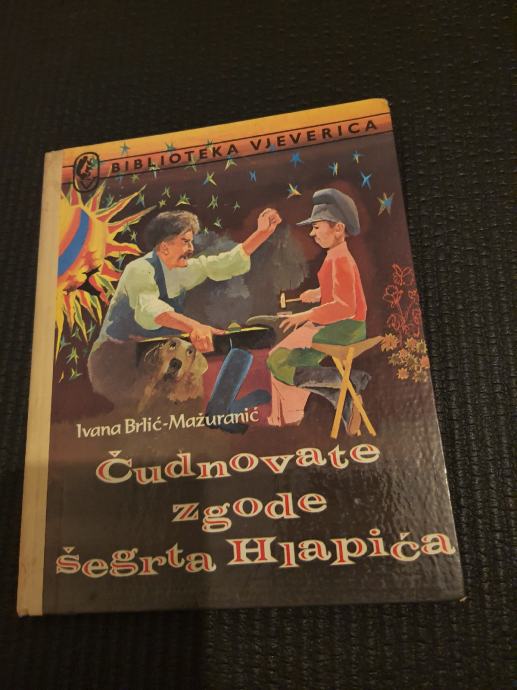 BIBLIOTEKA VJEVERICA
Ivana Brlić-Mažuranić
Čudnovate
zgode
šegrta Hlapića